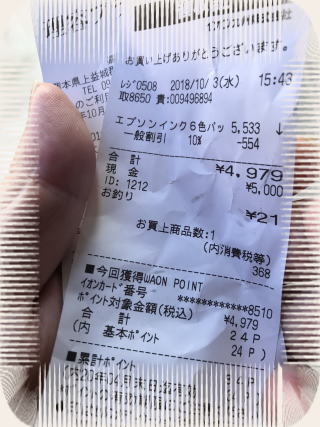 お買い上げありがとうございます。
レジ0508 2018/10/ 3(水) 15:43
取8650 責:009496894
エプソンインク6色パッ 5,533 ↓
一般割引 10% -554
合 計 ¥4,979
現 金 ¥5,000
ID: 1212
お釣り ¥21
お買上商品数:1
(内消費税等) 368
■今回獲得WAON POINT
イオンカード番号 ************8510
ポイント対象金額(税込) ¥4,979
合 計 24P
(内 基本ポイント 24P )
■累計ポイント